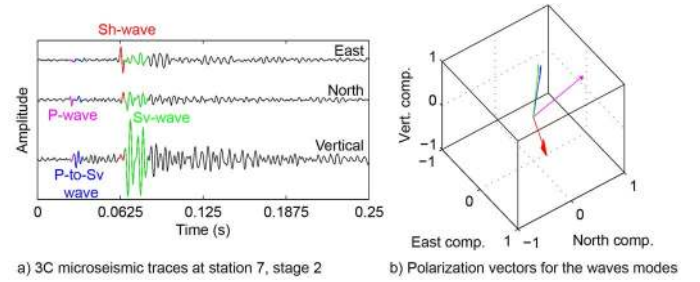 Sh-wave
East
North
P-wave
Sv-wave
Vertical
P-to-Sv
wave
Amplitude
0 0.0625 0.125 0.1875 0.25
Time (s)
a) 3C microseismic traces at station 7, stage 2
Vert. comp.
1
0
−1
−1
0
1
East comp.
−1
0
1
North comp.
b) Polarization vectors for the waves modes